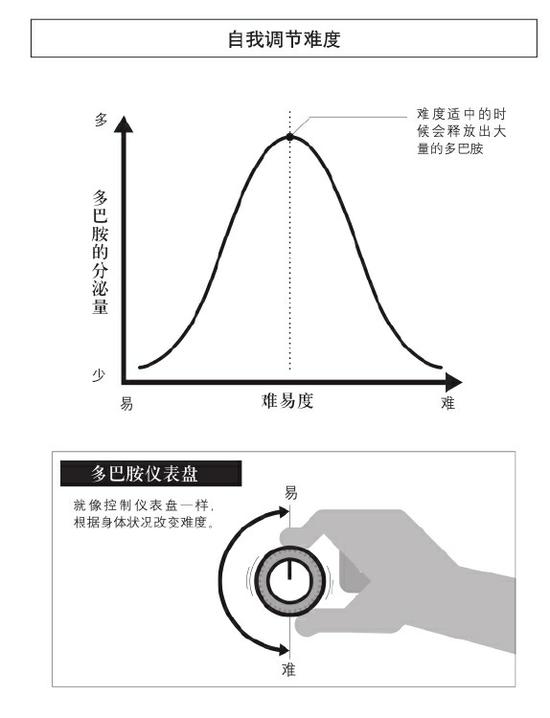 自我调节难度
多
难度适中的时
候会释放出大
量的多巴胺
多巴胺的分泌量
少
易
难易度
难
多巴胺仪表盘
就像控制仪表盘一样，
根据身体状况改变难度。
易
难